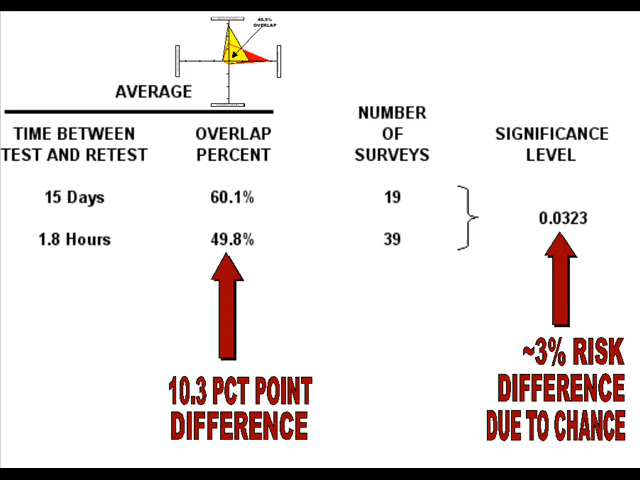 49.8%
OVERLAP
AVERAGE
TIME BETWEEN
TEST AND RETEST
OVERLAP
PERCENT
NUMBER
OF
SURVEYS
SIGNIFICANCE
LEVEL
15 Days 60.1% 19
0.0323
1.8 Hours 49.8% 39
10.3 PCT POINT
DIFFERENCE
~3% RISK
DIFFERENCE
DUE TO CHANCE